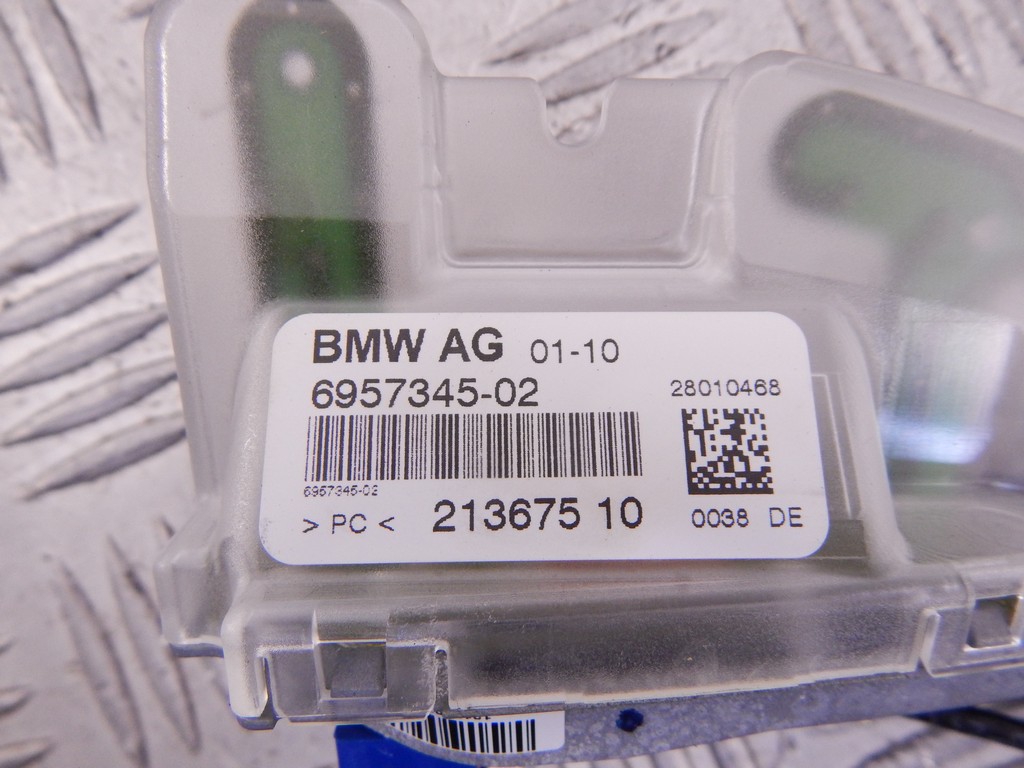 BMW AG 01-10
6957345-02
28010468
6957345-02
> PC < 213675 10
0038 DE